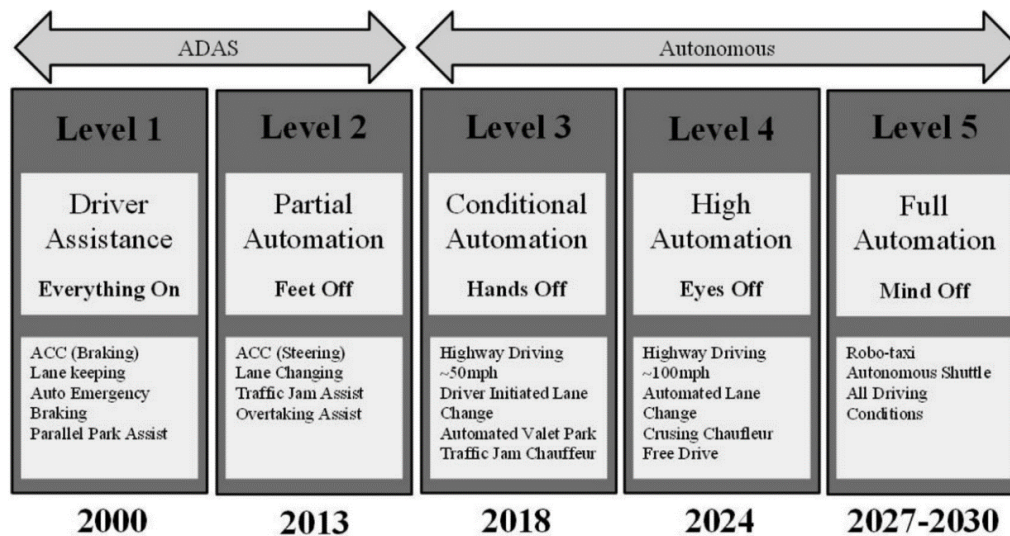 ADAS
Autonomous
Level 1
Driver
Assistance
Everything On
ACC (Braking)
Lane keeping
Auto Emergency
Braking
Parallel Park Assist
2000
Level 2
Partial
Automation
Feet Off
ACC (Steering)
Lane Changing
Traffic Jam Assist
Overtaking Assist
2013
Level 3
Conditional
Automation
Hands Off
Highway Driving
~50mph
Driver Initiated Lane
Change
Automated Valet Park
Traffic Jam Chauffeur
2018
Level 4
High
Automation
Eyes Off
Highway Driving
~100mph
Automated Lane
Change
Crusing Chaufleur
Free Drive
2024
Level 5
Full
Automation
Mind Off
Robo-taxi
Autonomous Shuttle
All Driving
Conditions
2027-2030